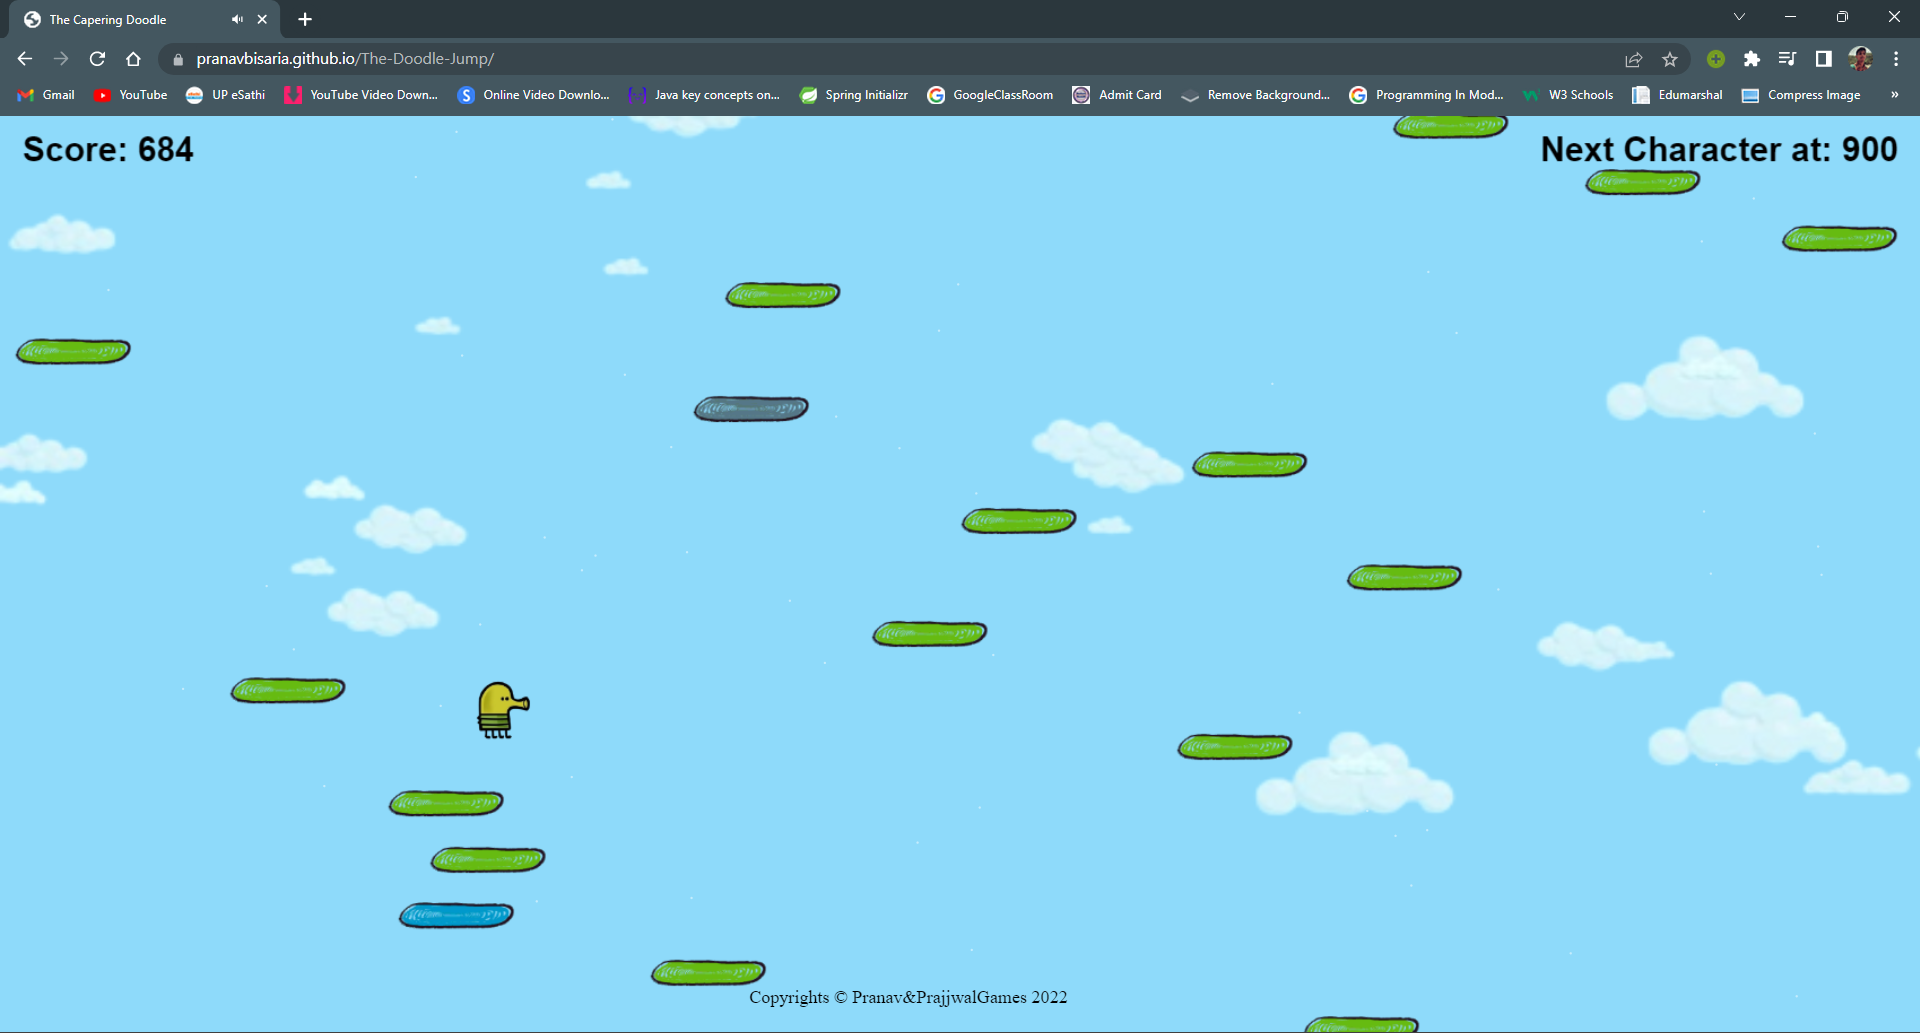 The Capering Doodle
pranavbisaria.github.io/The-Doodle-Jump/
Gmail YouTube UP eSathi YouTube Video Down... Online Video Downlo... Java key concepts on... Spring Initializr GoogleClassRoom Admit Card Remove Background... Programming In Mod... W3 Schools Edumarshal Compress Image »
Score: 684
Next Character at: 900
Copyrights © Pranav&PrajjwalGames 2022